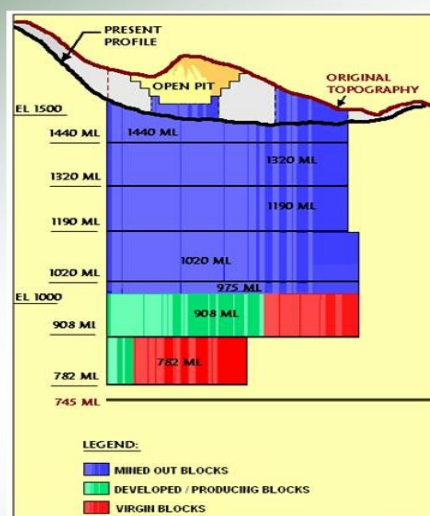 PRESENT
PROFILE
OPEN PIT
ORIGINAL
TOPOGRAPHY
EL 1500
1440 ML
1440 ML
1320 ML
1320 ML
1190 ML
1190 ML
1020 ML
1020 ML
975 ML
EL 1000
908 ML
908 ML
782 ML
782 ML
745 ML
LEGEND:
MINED OUT BLOCKS
DEVELOPED / PRODUCING BLOCKS
VIRGIN BLOCKS